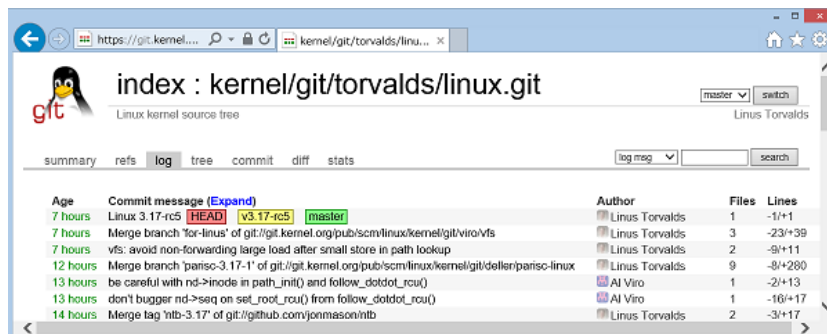 https://git.kernel.... kernel/git/torvalds/linu...
index : kernel/git/torvalds/linux.git
git
Linux kernel source tree
master switch
Linus Torvalds
summary refs log tree commit diff stats
log msg search
Age Commit message (Expand) Author Files Lines
7 hours Linux 3.17-rc5 HEAD v3.17-rc5 master Linus Torvalds 1 -1/+1
7 hours Merge branch 'for-linus' of git://git.kernel.org/pub/scm/linux/kernel/git/viro/vfs Linus Torvalds 3 -23/+39
7 hours vfs: avoid non-forwarding large load after small store in path lookup Linus Torvalds 2 -9/+11
12 hours Merge branch 'parisc-3.17-1' of git://git.kernel.org/pub/scm/linux/kernel/git/deller/parisc-linux Linus Torvalds 9 -8/+280
13 hours be careful with nd->inode in path_init() and follow_dotdot_rcu() Al Viro 1 -2/+13
13 hours don't bugger nd->seq on set_root_rcu() from follow_dotdot_rcu() Al Viro 1 -16/+17
14 hours Merge tag 'ntb-3.17' of git://github.com/jonmason/ntb Linus Torvalds 2 -3/+17